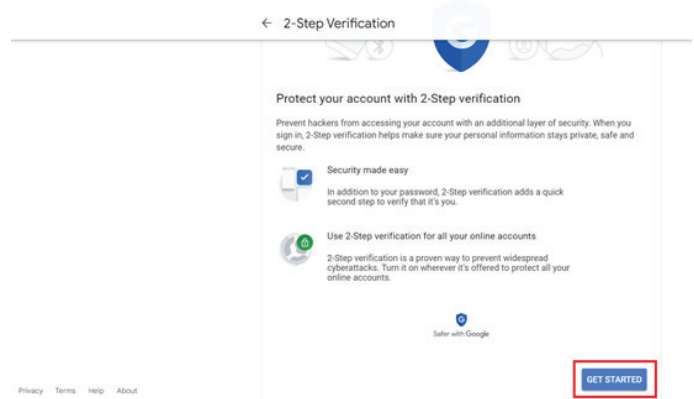 ← 2-Step Verification
Protect your account with 2-Step verification
Prevent hackers from accessing your account with an additional layer of security. When you
sign in, 2-Step verification helps make sure your personal information stays private, safe and
secure.
Security made easy
In addition to your password, 2-Step verification adds a quick
second step to verify that it's you.
Use 2-Step verification for all your online accounts
2-Step verification is a proven way to prevent widespread
cyberattacks. Turn it on wherever it's offered to protect all your
online accounts.
G
Safer with Google
GET STARTED
Privacy Terms Help About